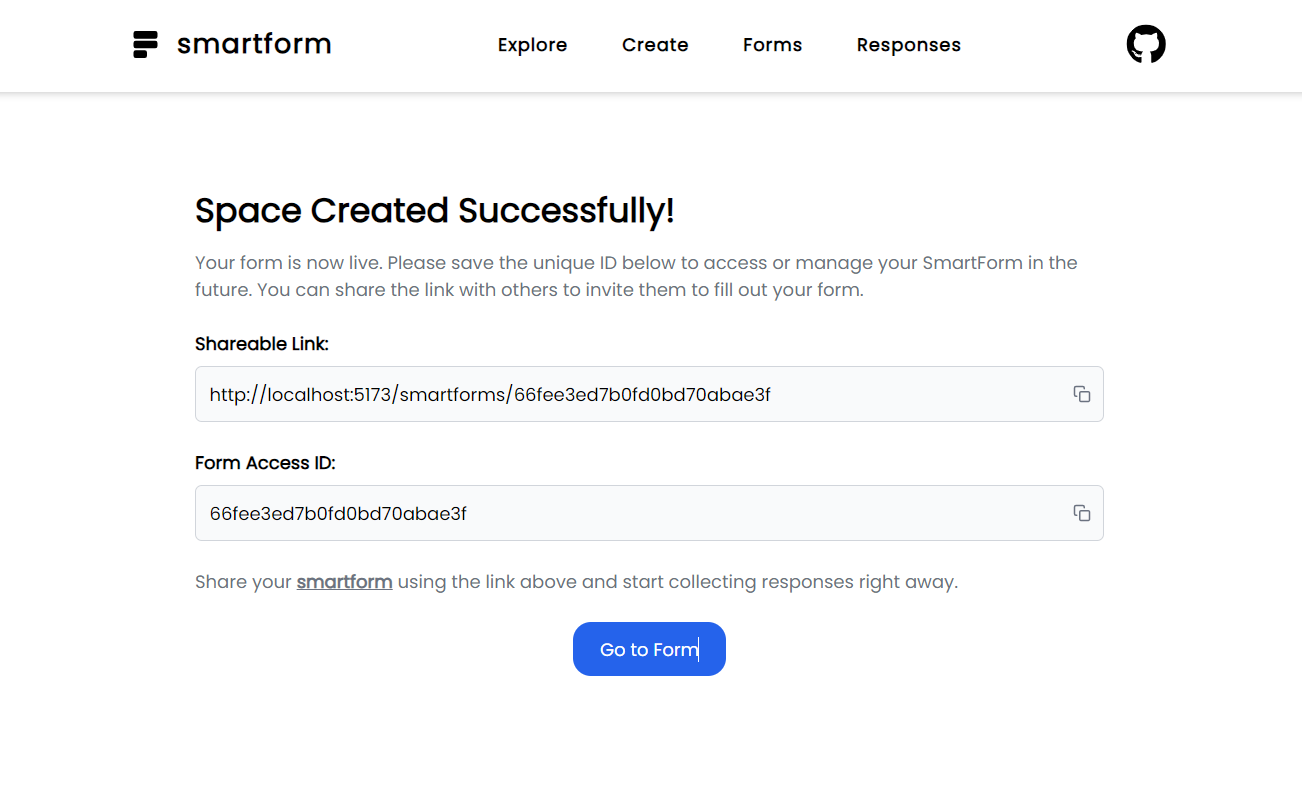 smartform
Explore
Create
Forms
Responses
Space Created Successfully!
Your form is now live. Please save the unique ID below to access or manage your SmartForm in the
future. You can share the link with others to invite them to fill out your form.
Shareable Link:
http://localhost:5173/smartforms/66fee3ed7b0fd0bd70abae3f
Form Access ID:
66fee3ed7b0fd0bd70abae3f
Share your smartform using the link above and start collecting responses right away.
Go to Form